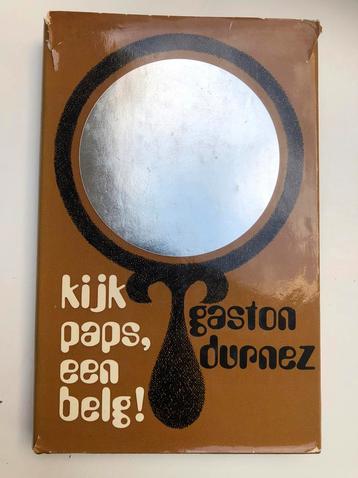 kijk
paps,
een
belg!
gaston
durnez